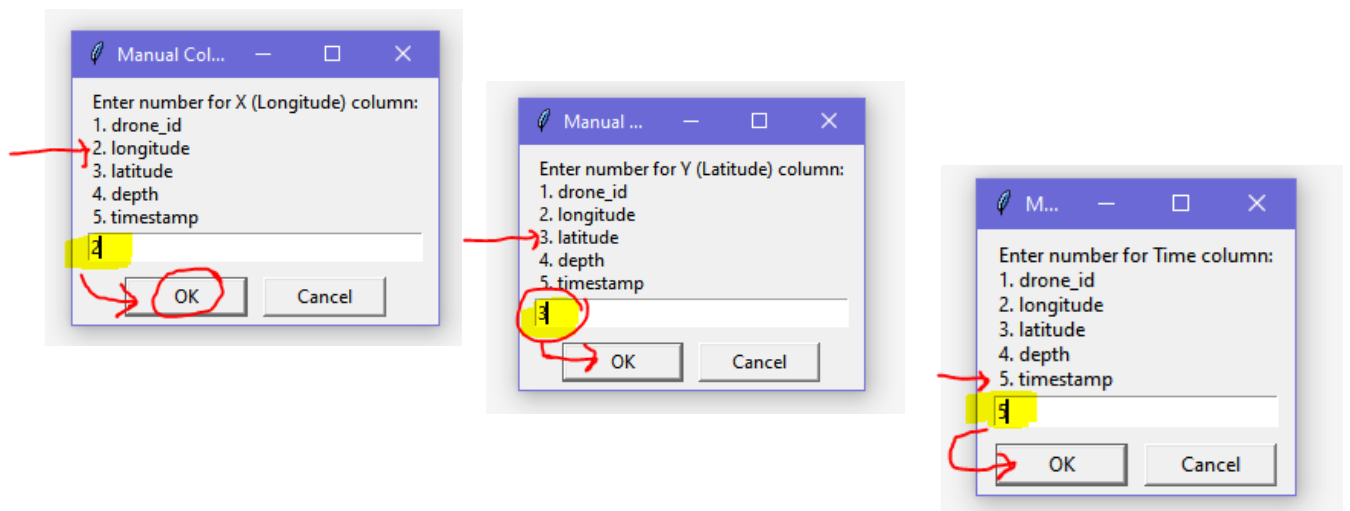 Manual Col...
Enter number for X (Longitude) column:
1. drone_id
2. longitude
3. latitude
4. depth
5. timestamp
2
OK
Cancel
Manual ...
Enter number for Y (Latitude) column:
1. drone_id
2. longitude
3. latitude
4. depth
5. timestamp
3
OK
Cancel
M...
Enter number for Time column:
1. drone_id
2. longitude
3. latitude
4. depth
5. timestamp
5
OK
Cancel